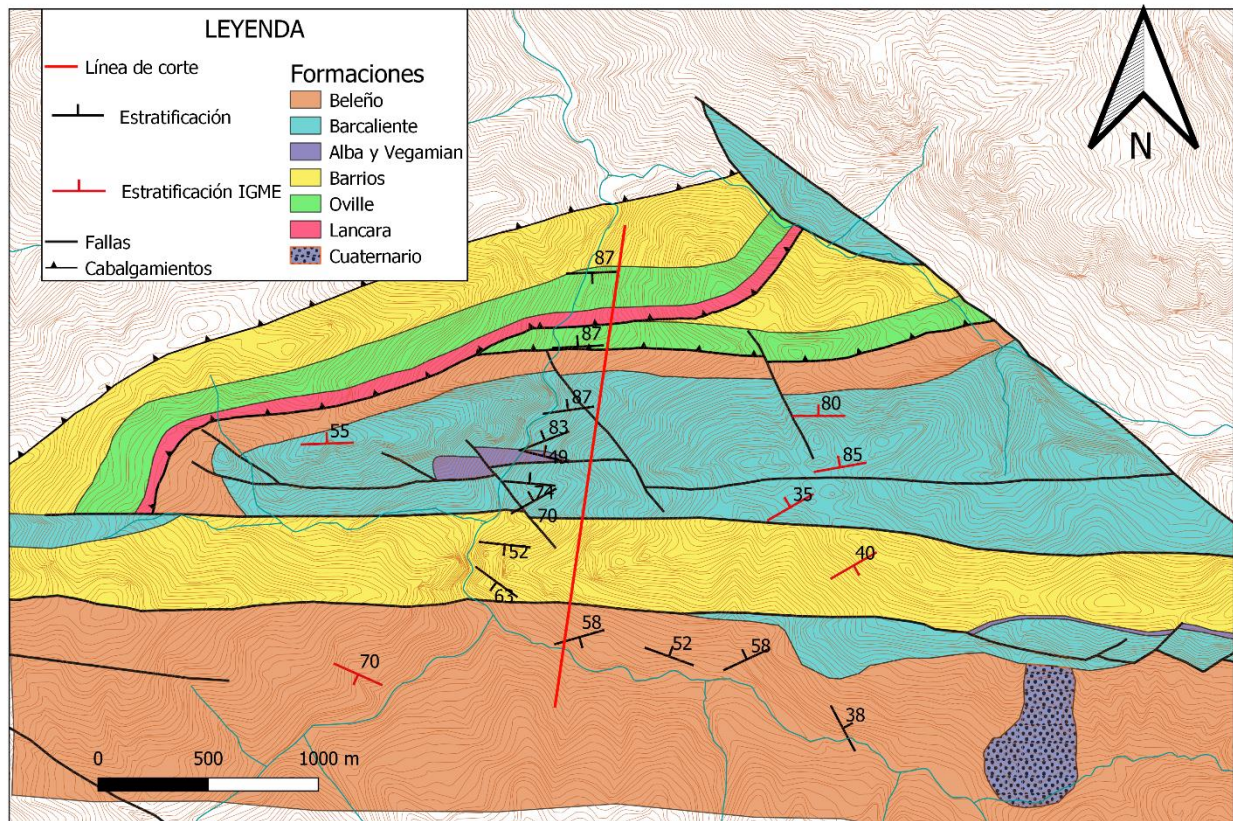 LEYENDA
Línea de corte
Estratificación
Estratificación IGME
Fallas
Cabalgamientos
Formaciones
Beleño
Barcaliente
Alba y Vegamian
Barrios
Oville
Lancara
Cuaternario
N
87
87
87
83
49
74
70
55
80
85
35
52
40
63
58
52
58
70
38
0 500 1000 m